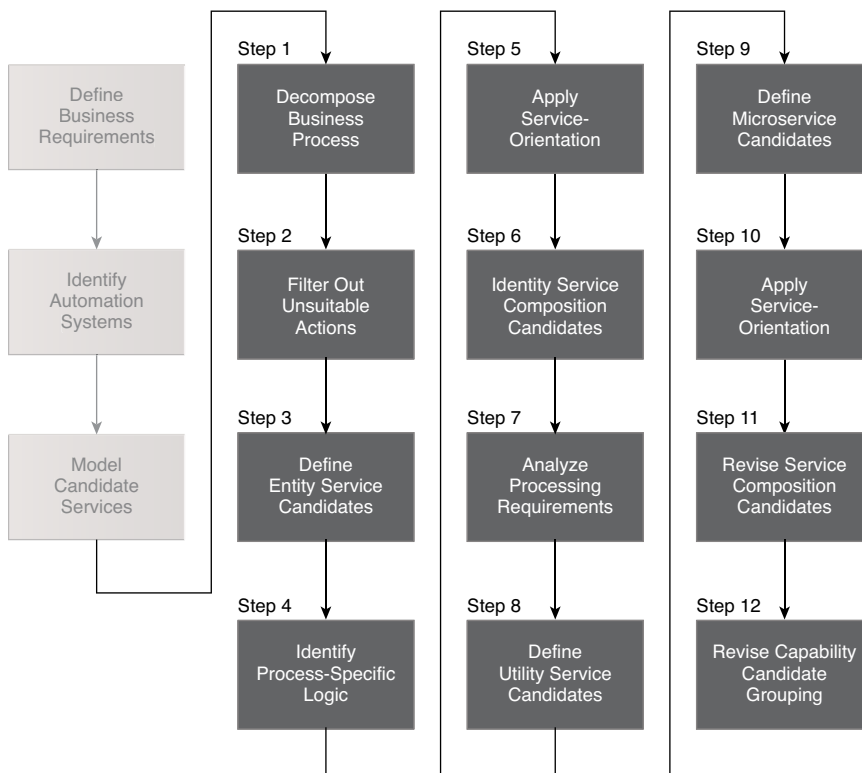 Define
Business
Requirements
Identify
Automation
Systems
Model
Candidate
Services
Step 1
Decompose
Business
Process
Step 2
Filter Out
Unsuitable
Actions
Step 3
Define
Entity Service
Candidates
Step 4
Identify
Process-Specific
Logic
Step 5
Apply
Service-
Orientation
Step 6
Identity Service
Composition
Candidates
Step 7
Analyze
Processing
Requirements
Step 8
Define
Utility Service
Candidates
Step 9
Define
Microservice
Candidates
Step 10
Apply
Service-
Orientation
Step 11
Revise Service
Composition
Candidates
Step 12
Revise Capability
Candidate
Grouping